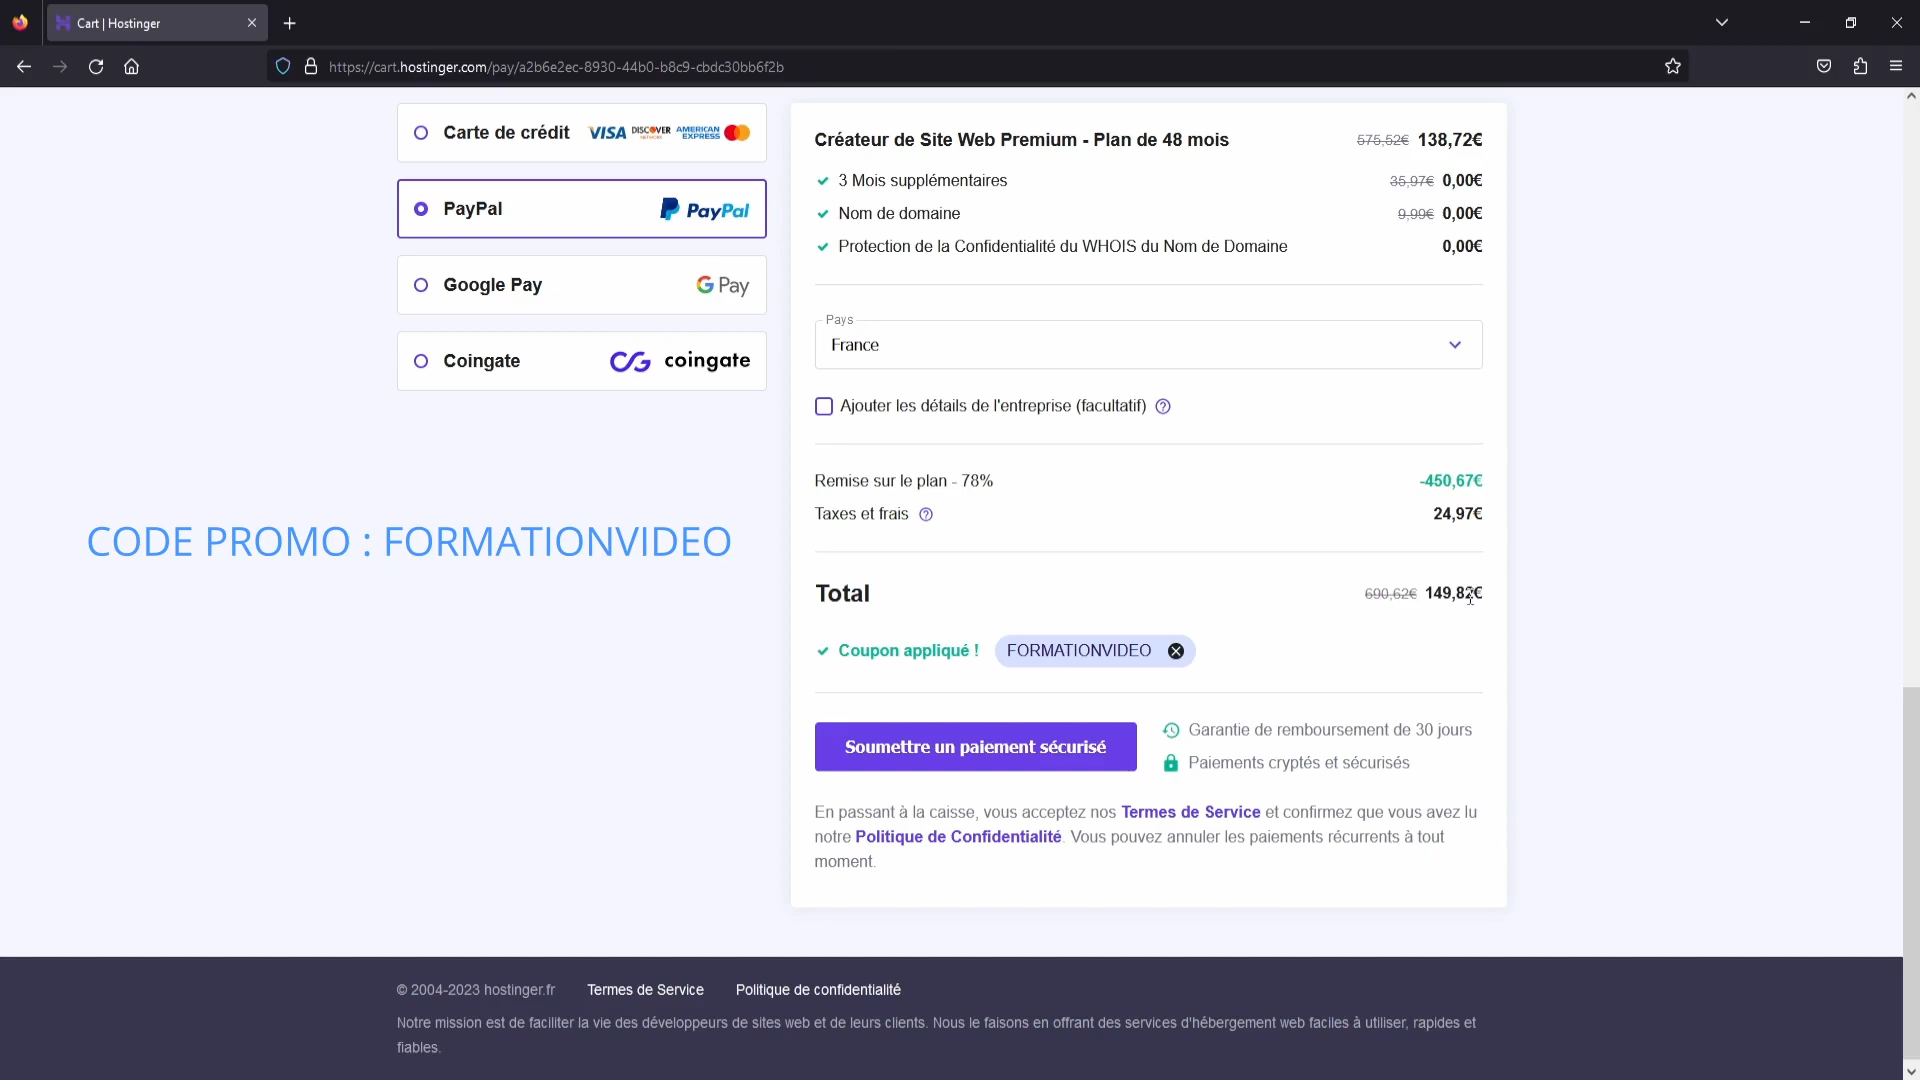 Cart | Hostinger
https://cart.hostinger.com/pay/a2b6e2ec-8930-44b0-b8c9-cbdc30bb6f2b
Carte de crédit VISA DISCOVER NETWORK AMERICAN EXPRESS
PayPal PayPal
Google Pay G Pay
Coingate coingate
CODE PROMO : FORMATIONVIDEO
Créateur de Site Web Premium - Plan de 48 mois 575,52€ 138,72€
3 Mois supplémentaires 35,97€ 0,00€
Nom de domaine 9,99€ 0,00€
Protection de la Confidentialité du WHOIS du Nom de Domaine 0,00€
Pays
France
Ajouter les détails de l'entreprise (facultatif)
Remise sur le plan - 78% -450,67€
Taxes et frais 24,97€
Total 690,62€ 149,82€
Coupon appliqué ! FORMATIONVIDEO
Soumettre un paiement sécurisé
Garantie de remboursement de 30 jours
Paiements cryptés et sécurisés
En passant à la caisse, vous acceptez nos Termes de Service et confirmez que vous avez lu
notre Politique de Confidentialité. Vous pouvez annuler les paiements récurrents à tout
moment.
© 2004-2023 hostinger.fr Termes de Service Politique de confidentialité
Notre mission est de faciliter la vie des développeurs de sites web et de leurs clients. Nous le faisons en offrant des services d'hébergement web faciles à utiliser, rapides et
fiables.